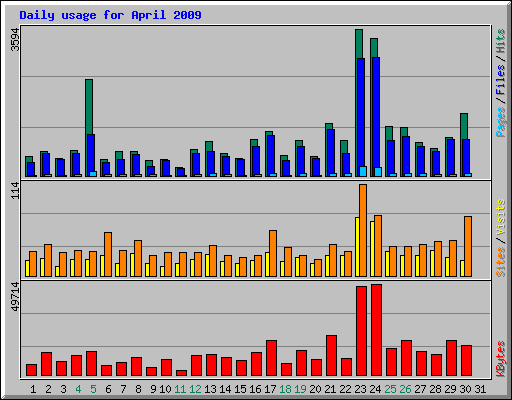 Daily usage for April 2009
3594
Pages / Files / Hits
114
Sites / Visits
49714
KBytes
1 2 3 4 5 6 7 8 9 10 11 12 13 14 15 16 17 18 19 20 21 22 23 24 25 26 27 28 29 30 31